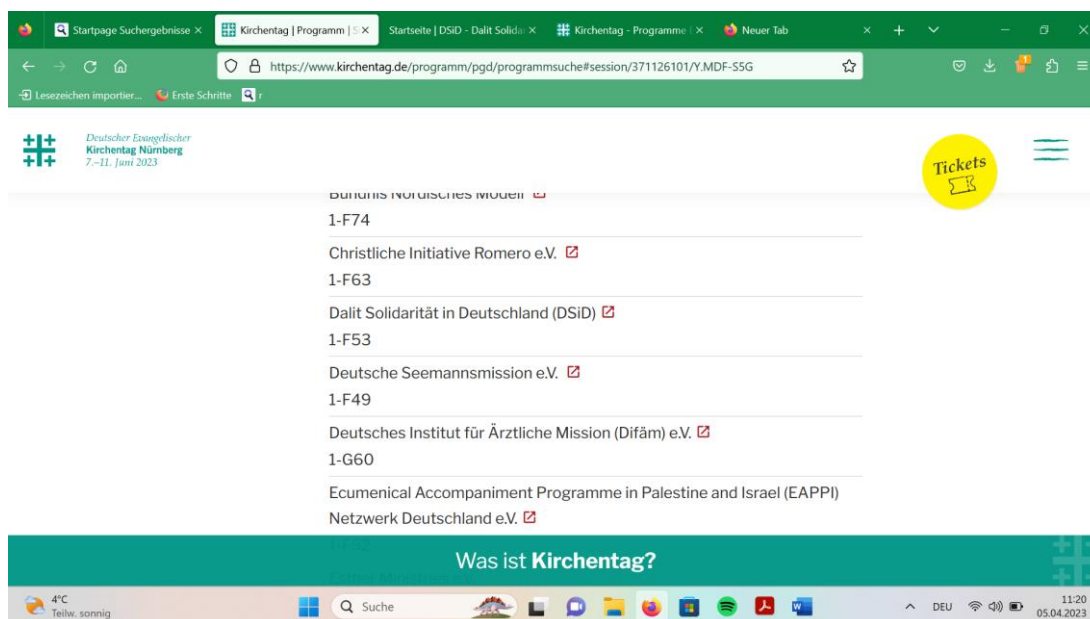 Startpage Suchergebnisse
Kirchentag | Programm | S
Startseite | DSiD - Dalit Solida
Kirchentag - Programme
Neuer Tab
https://www.kirchentag.de/programm/pgd/programmsuche#session/371126101/Y.MDF-S5G
Lesezeichen importier... Erste Schritte r
Deutscher Evangelischer
Kirchentag Nürnberg
7.–11. Juni 2023
Tickets
Bündnis Nordisches Modell
1-F74
Christliche Initiative Romero e.V.
1-F63
Dalit Solidarität in Deutschland (DSiD)
1-F53
Deutsche Seemannsmission e.V.
1-F49
Deutsches Institut für Ärztliche Mission (Difäm) e.V.
1-G60
Ecumenical Accompaniment Programme in Palestine and Israel (EAPPI)
Netzwerk Deutschland e.V.
Was ist Kirchentag?
4°C
Teilw. sonnig
Suche
DEU
11:20
05.04.2023